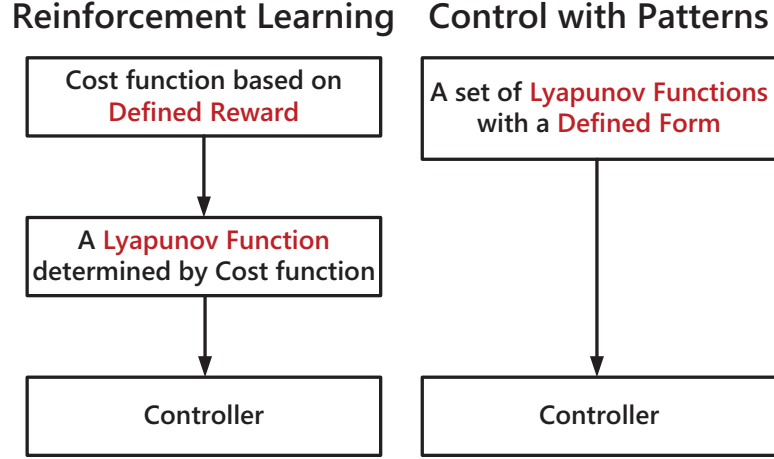 Reinforcement Learning
Cost function based on
Defined Reward
A Lyapunov Function
determined by Cost function
Controller
Control with Patterns
A set of Lyapunov Functions
with a Defined Form
Controller